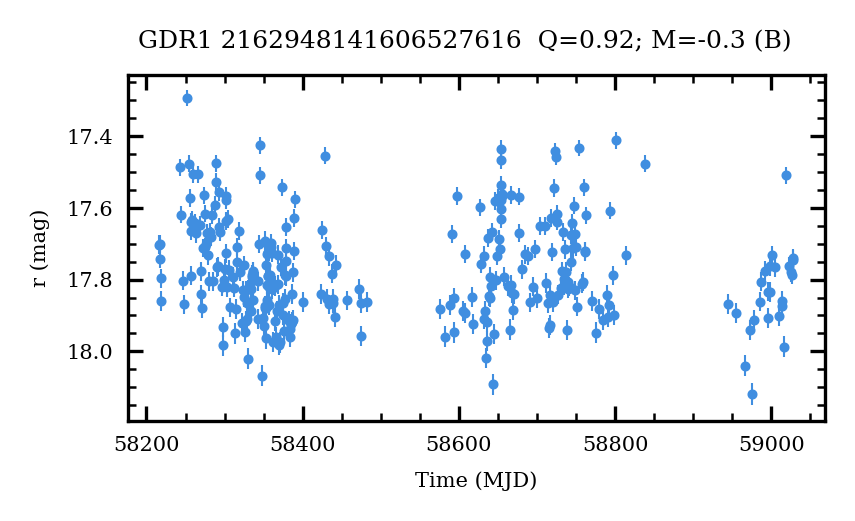 GDR1 2162948141606527616  Q=0.92; M=-0.3 (B)
17.4
17.6
17.8
18.0
r (mag)
58200 58400 58600 58800 59000
Time (MJD)